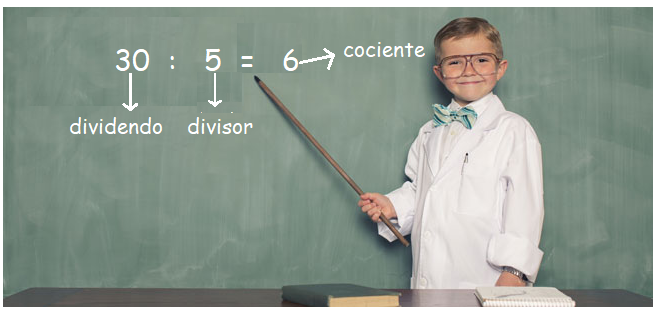 30 : 5 = 6 cociente
dividendo divisor